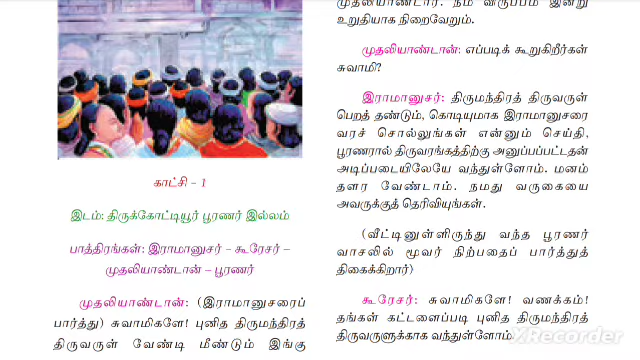 காட்சி – 1
இடம்: திருக்கோட்டியூர் பூரணர் இல்லம்
பாத்திரங்கள்: இராமானுசர் – கூரேசர் –
முதலியாண்டான் – பூரணர்
முதலியாண்டான்: (இராமானுசரைப்
பார்த்து) சுவாமிகளே! புனித திருமந்திரத்
திருவருள் வேண்டி மீண்டும் இங்கு
முதலியாண்டார். நம் விருப்பம் இன்று
உறுதியாக நிறைவேறும்.
முதலியாண்டான்: எப்படிக் கூறுகிறீர்கள்
சுவாமி?
இராமானுசர்: திருமந்திரத் திருவருள்
பெறத் தண்டும், கொடியுமாக இராமானுசரை
வரச் சொல்லுங்கள் என்னும் செய்தி,
பூரணரால் திருவரங்கத்திற்கு அனுப்பப்பட்டதன்
அடிப்படையிலேயே வந்துள்ளோம். மனம்
தளர வேண்டாம். நமது வருகையை
அவருக்குத் தெரிவியுங்கள்.
(வீட்டினுள்ளிருந்து வந்த பூரணர்
வாசலில் மூவர் நிற்பதைப் பார்த்துத்
திகைக்கிறார்)
கூரேசர்: சுவாமிகளே! வணக்கம்!
தங்கள் கட்டளைப்படி புனித திருமந்திரத்
திருவருளுக்காக வந்துள்ளோம்
XRecorder